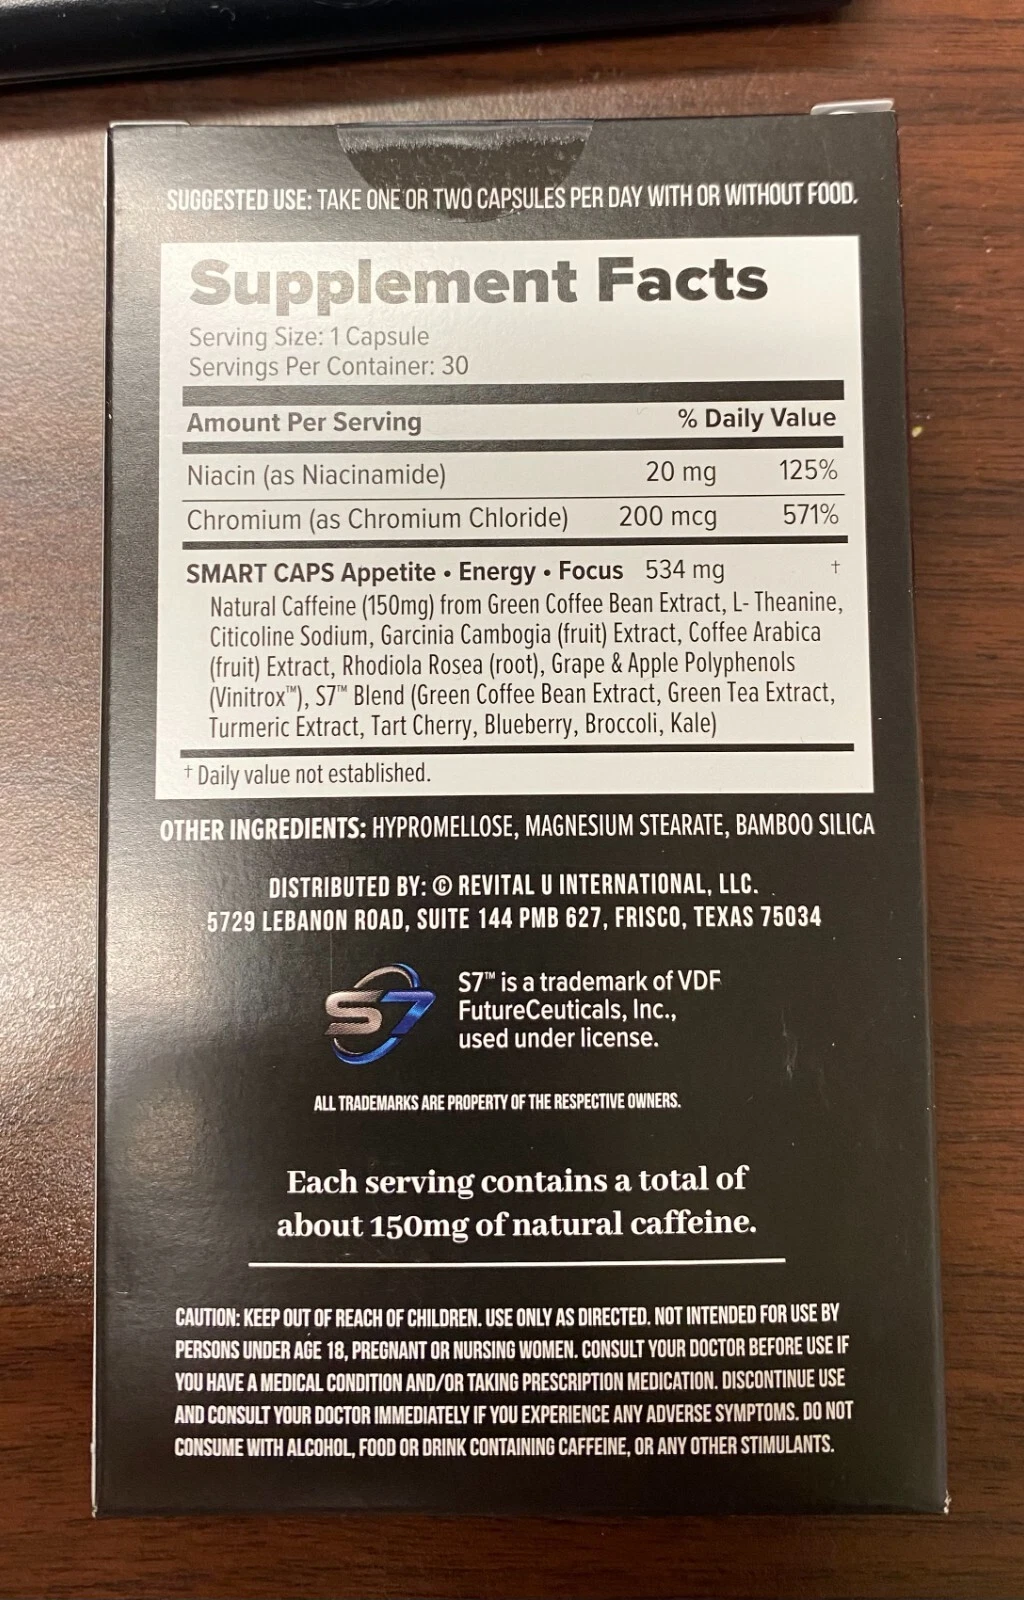 SUGGESTED USE: TAKE ONE OR TWO CAPSULES PER DAY WITH OR WITHOUT FOOD.
Supplement Facts
Serving Size: 1 Capsule
Servings Per Container: 30
Amount Per Serving % Daily Value
Niacin (as Niacinamide) 20 mg 125%
Chromium (as Chromium Chloride) 200 mcg 571%
SMART CAPS Appetite • Energy • Focus 534 mg †
Natural Caffeine (150mg) from Green Coffee Bean Extract, L- Theanine,
Citicoline Sodium, Garcinia Cambogia (fruit) Extract, Coffee Arabica
(fruit) Extract, Rhodiola Rosea (root), Grape & Apple Polyphenols
(Vinitrox™), S7™ Blend (Green Coffee Bean Extract, Green Tea Extract,
Turmeric Extract, Tart Cherry, Blueberry, Broccoli, Kale)
† Daily value not established.
OTHER INGREDIENTS: HYPROMELLOSE, MAGNESIUM STEARATE, BAMBOO SILICA
DISTRIBUTED BY: © REVITAL U INTERNATIONAL, LLC.
5729 LEBANON ROAD, SUITE 144 PMB 627, FRISCO, TEXAS 75034
S7
S7™ is a trademark of VDF
FutureCeuticals, Inc.,
used under license.
ALL TRADEMARKS ARE PROPERTY OF THE RESPECTIVE OWNERS.
Each serving contains a total of
about 150mg of natural caffeine.
CAUTION: KEEP OUT OF REACH OF CHILDREN. USE ONLY AS DIRECTED. NOT INTENDED FOR USE BY
PERSONS UNDER AGE 18, PREGNANT OR NURSING WOMEN. CONSULT YOUR DOCTOR BEFORE USE IF
YOU HAVE A MEDICAL CONDITION AND/OR TAKING PRESCRIPTION MEDICATION. DISCONTINUE USE
AND CONSULT YOUR DOCTOR IMMEDIATELY IF YOU EXPERIENCE ANY ADVERSE SYMPTOMS. DO NOT
CONSUME WITH ALCOHOL, FOOD OR DRINK CONTAINING CAFFEINE, OR ANY OTHER STIMULANTS.